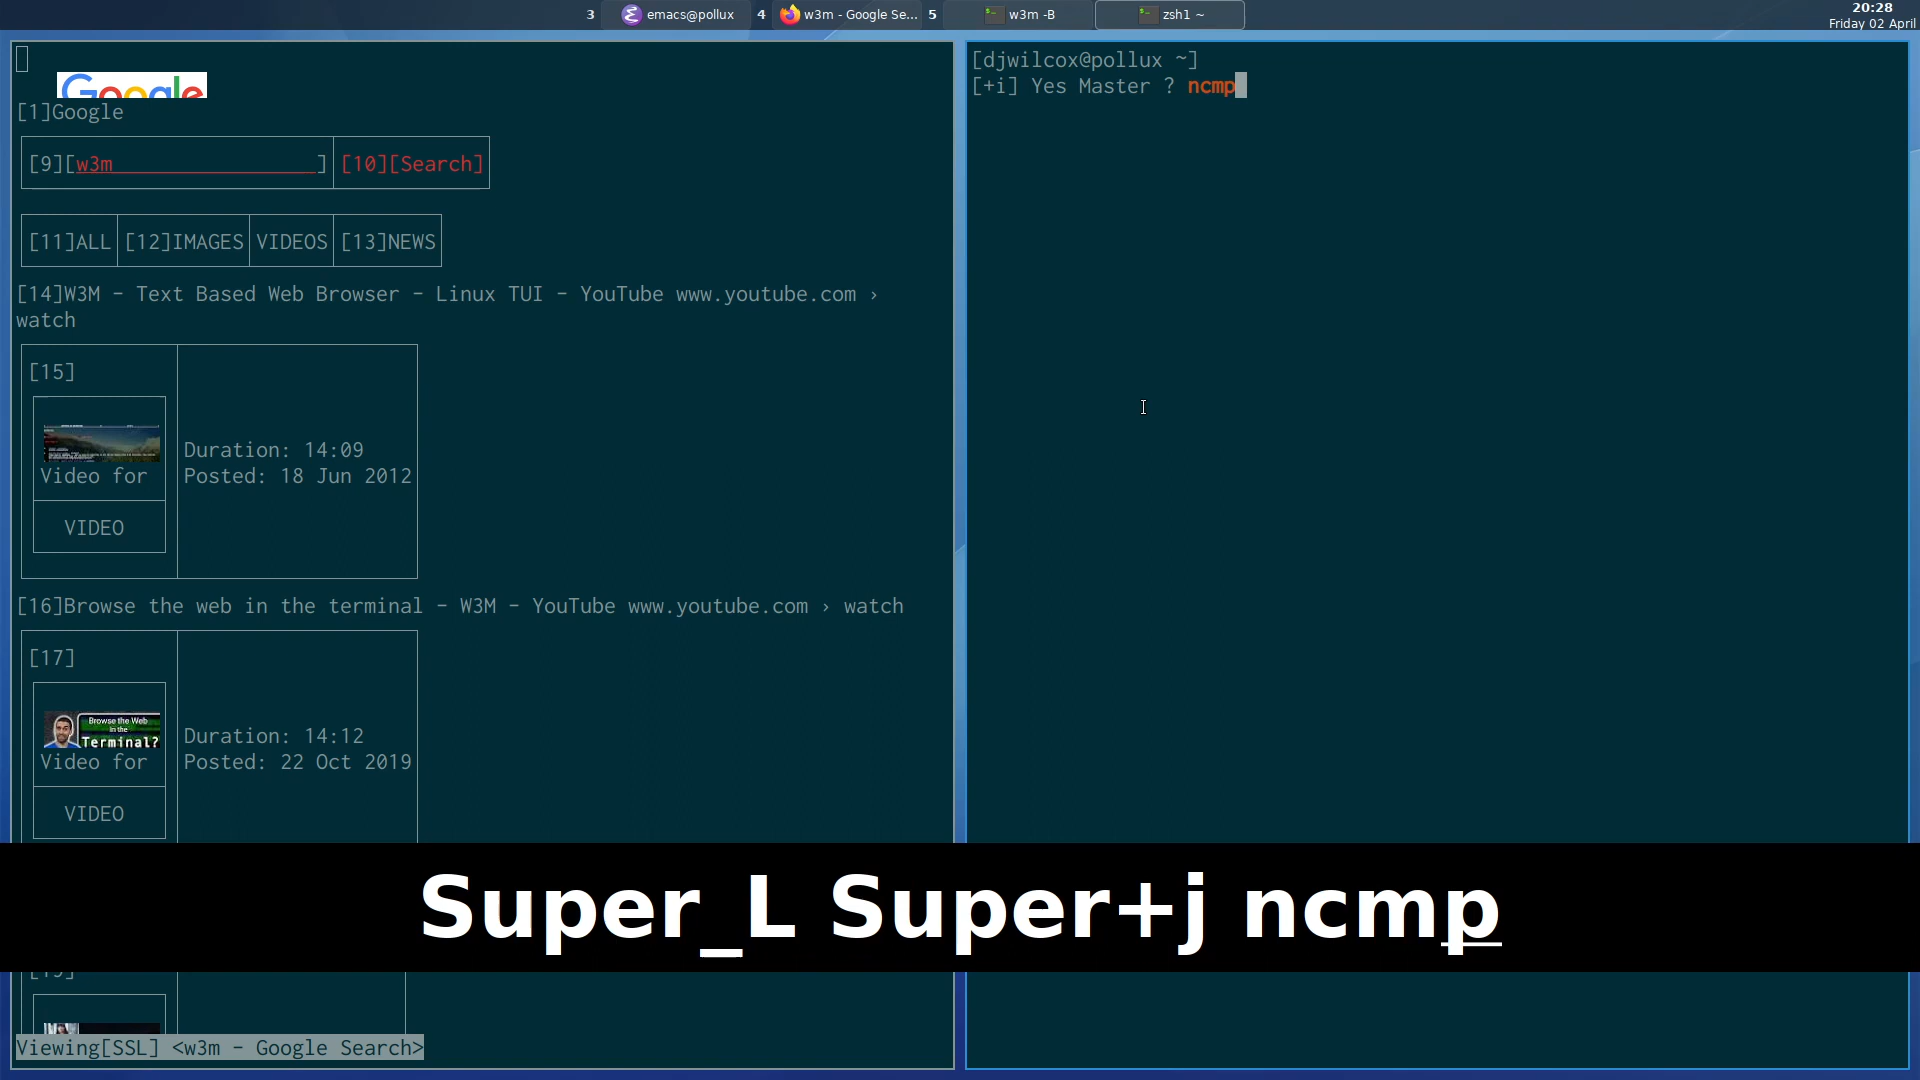 3 emacs@pollux 4 w3m - Google Se... 5 w3m -B zsh1 ~
20:28
Friday 02 April
Google
[1]Google
[9][w3m ] [10][Search]
[11]ALL [12]IMAGES VIDEOS [13]NEWS
[14]W3M - Text Based Web Browser - Linux TUI - YouTube www.youtube.com ›
watch
[15]
Video for
VIDEO
Duration: 14:09
Posted: 18 Jun 2012
[16]Browse the web in the terminal - W3M - YouTube www.youtube.com › watch
[17]
Browse the Web
in the
Terminal?
Video for
VIDEO
Duration: 14:12
Posted: 22 Oct 2019
Viewing[SSL] <w3m - Google Search>
[djwilcox@pollux ~]
[+i] Yes Master ? ncmp
Super_L Super+j ncmp